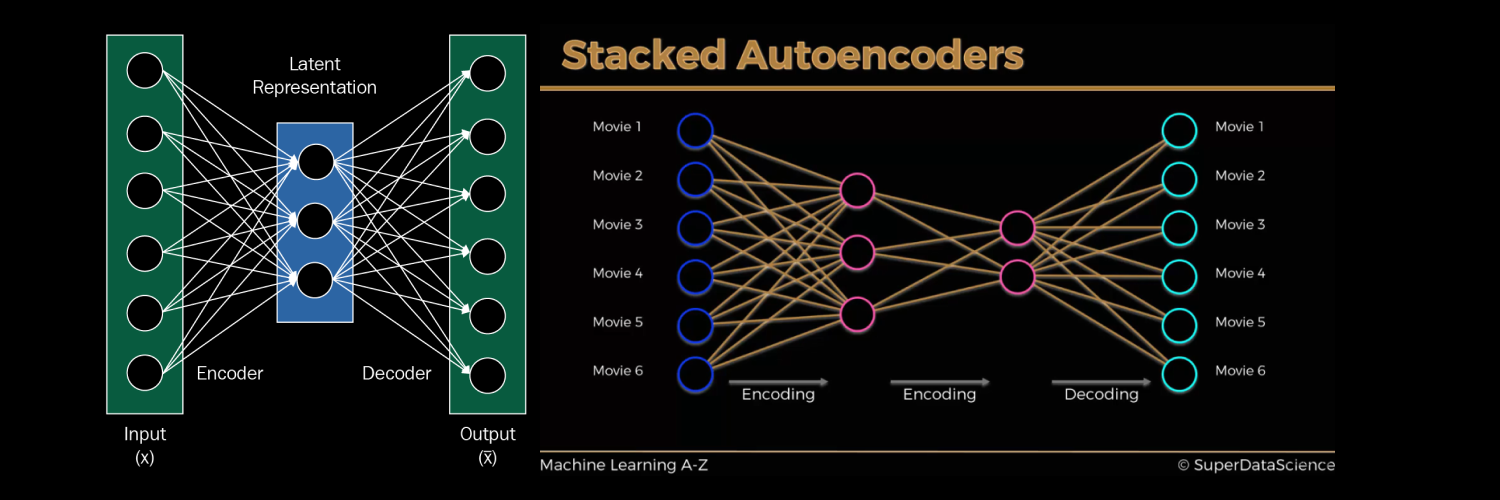 Latent
Representation
Encoder
Decoder
Input
(x)
Output
(x̄)
Stacked Autoencoders
Movie 1
Movie 2
Movie 3
Movie 4
Movie 5
Movie 6
Movie 1
Movie 2
Movie 3
Movie 4
Movie 5
Movie 6
Encoding
Encoding
Decoding
Machine Learning A-Z
© SuperDataScience